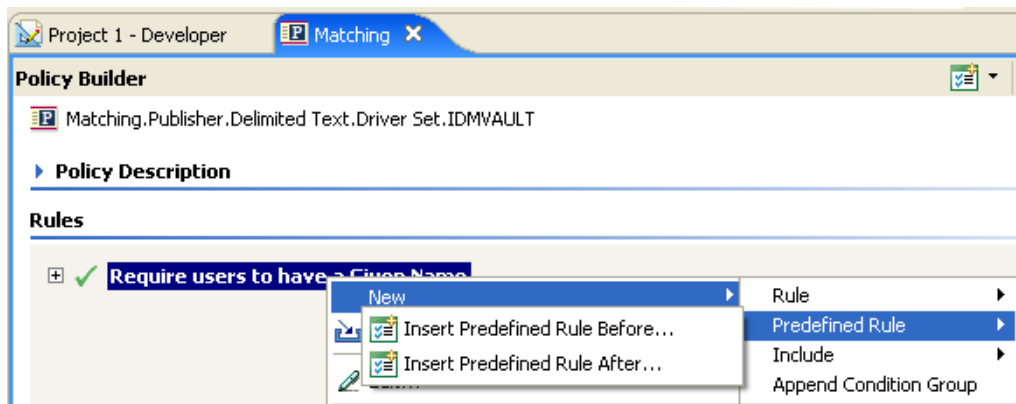 Project 1 - Developer
Matching
Policy Builder
Matching.Publisher.Delimited Text.Driver Set.IDMVAULT
Policy Description
Rules
Require users to have a Given Name
New
Rule
Insert Predefined Rule Before...
Predefined Rule
Insert Predefined Rule After...
Include
Append Condition Group